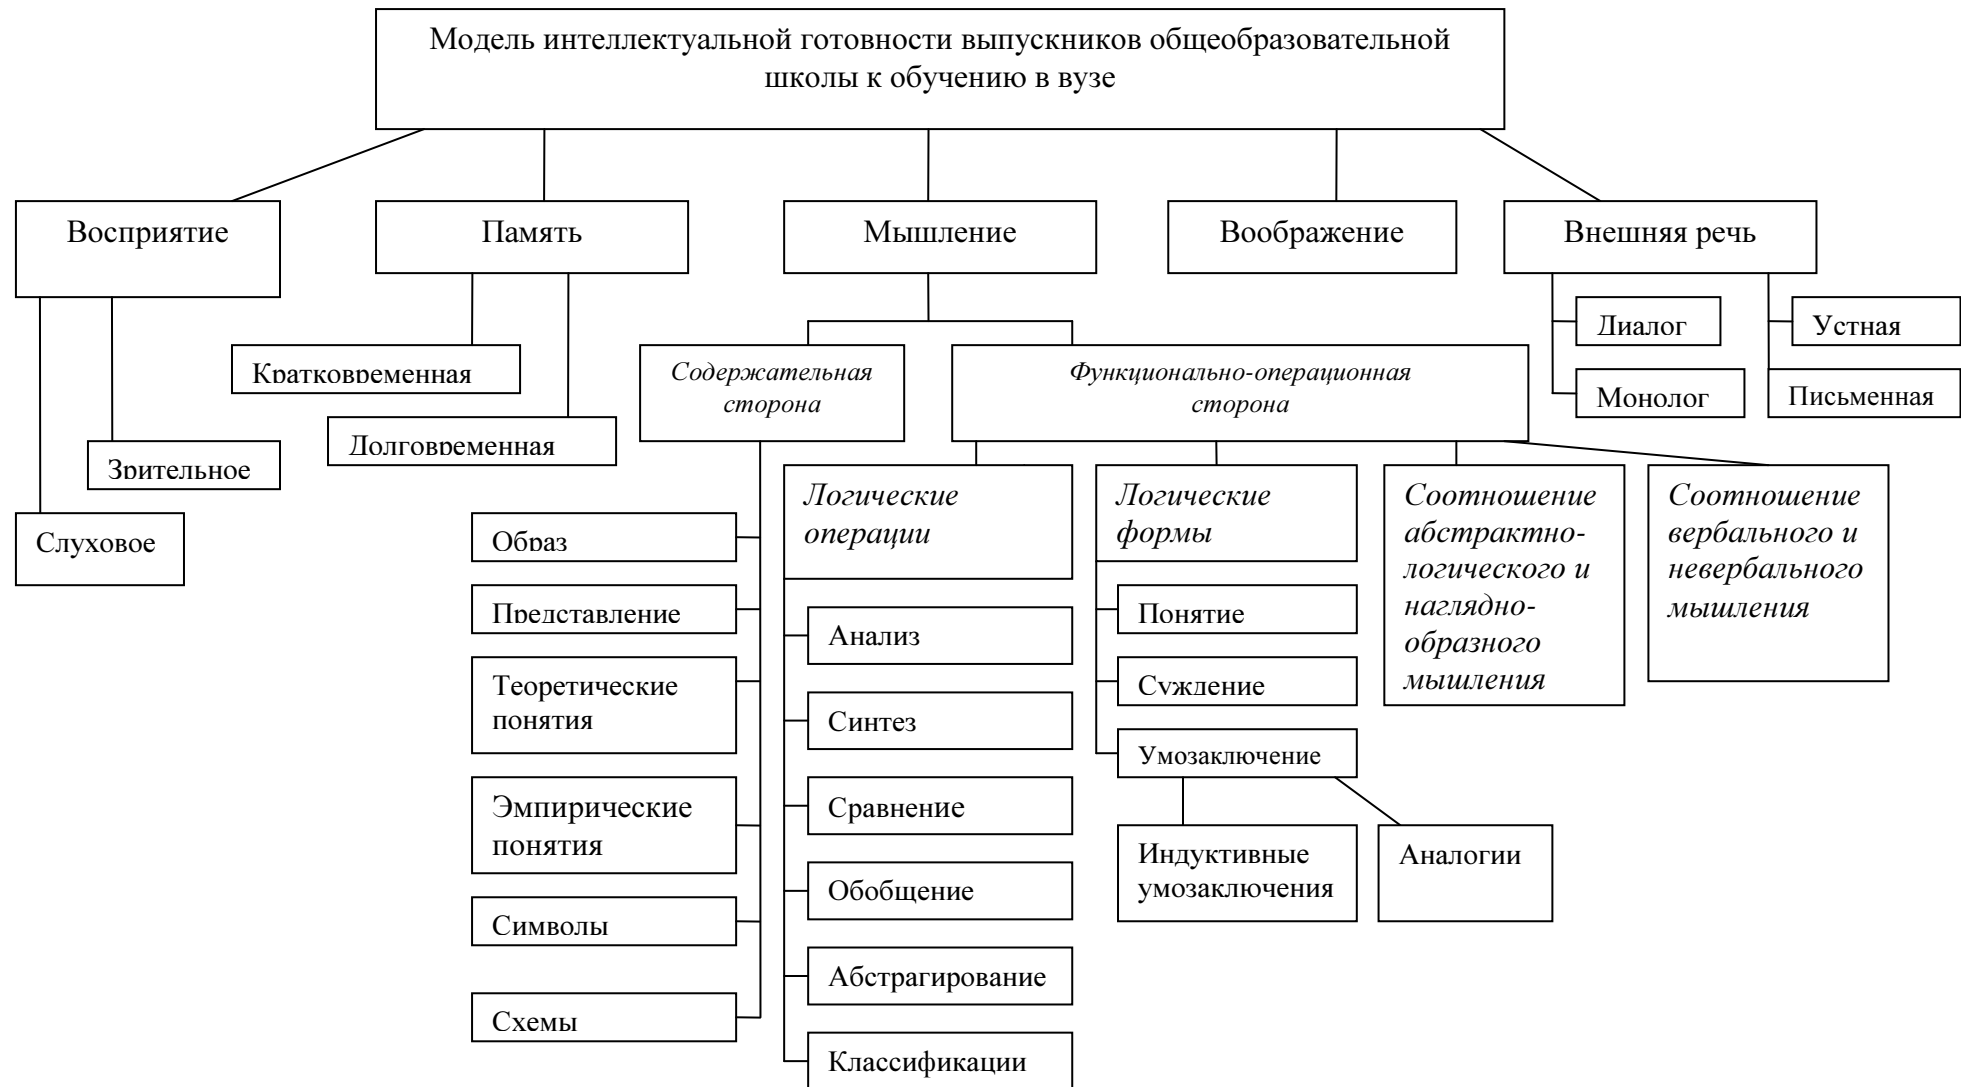 Модель интеллектуальной готовности выпускников общеобразовательной
школы к обучению в вузе
Восприятие
Память
Мышление
Воображение
Внешняя речь
Диалог
Устная
Монолог
Письменная
Кратковременная
Долговременная
Зрительное
Слуховое
Содержательная
сторона
Функционально-операционная
сторона
Образ
Представление
Теоретические
понятия
Эмпирические
понятия
Символы
Схемы
Логические
операции
Анализ
Синтез
Сравнение
Обобщение
Абстрагирование
Классификации
Логические
формы
Понятие
Суждение
Умозаключение
Индуктивные
умозаключения
Аналогии
Соотношение
абстрактно-
логического и
наглядно-
образного
мышления
Соотношение
вербального и
невербального
мышления